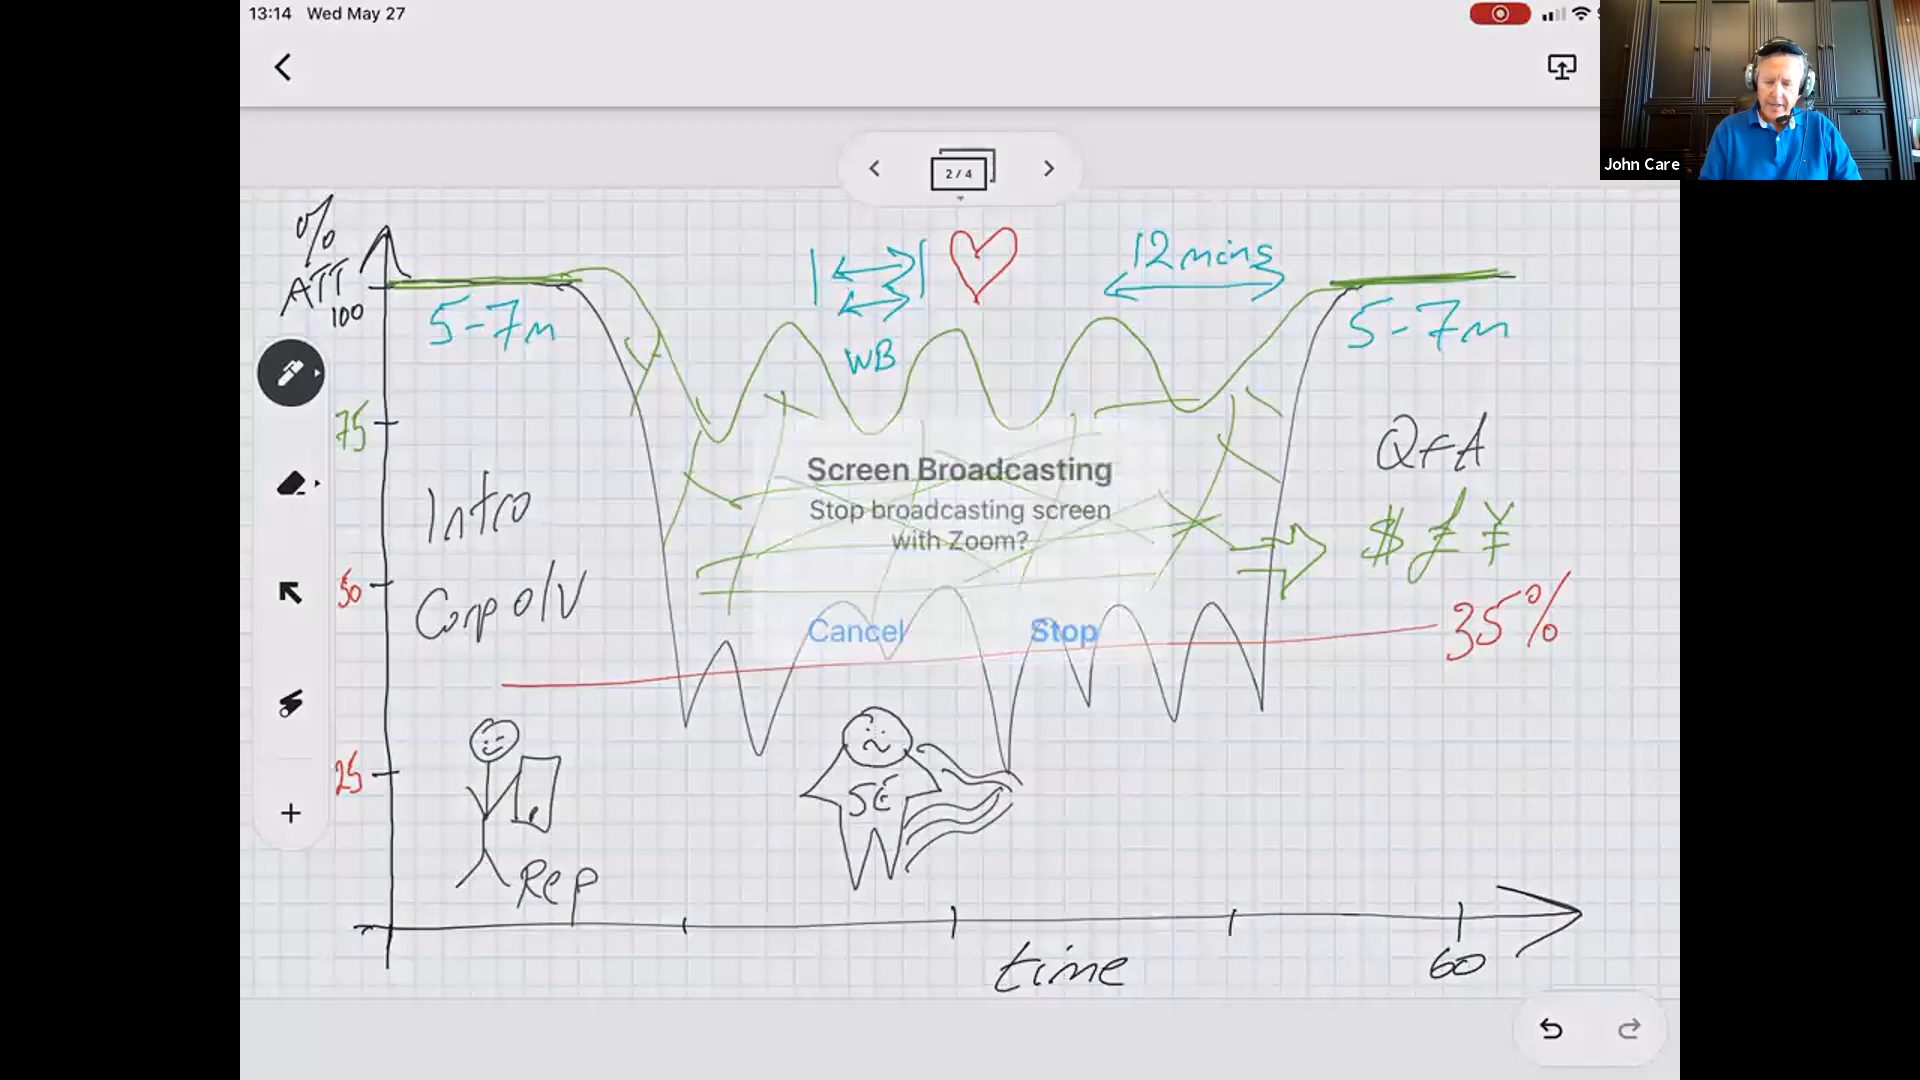 13:14 Wed May 27
John Care
2 / 4
% ATT
100
75
50
25
5-7m
WB
12 mins
5-7m
Intro
Corp o/v
Screen Broadcasting
Stop broadcasting screen
with Zoom?
Cancel
Stop
Q+A
$ £ ¥
35%
Rep
SE
time
60